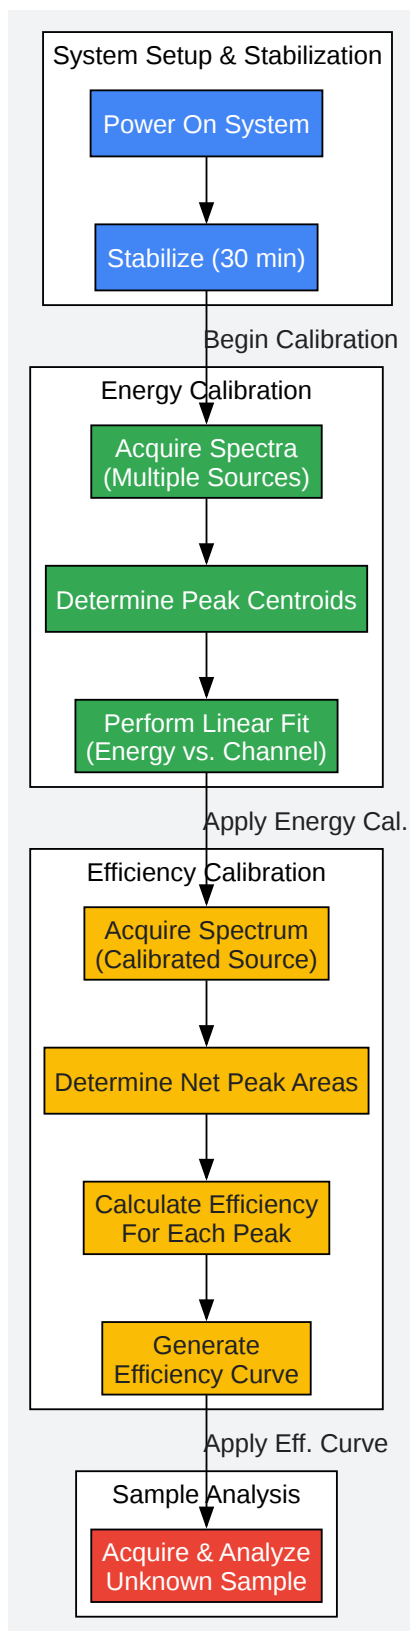 System Setup & Stabilization
Power On System
Stabilize (30 min)
Begin Calibration
Energy Calibration
Acquire Spectra
(Multiple Sources)
Determine Peak Centroids
Perform Linear Fit
(Energy vs. Channel)
Apply Energy Cal.
Efficiency Calibration
Acquire Spectrum
(Calibrated Source)
Determine Net Peak Areas
Calculate Efficiency
For Each Peak
Generate
Efficiency Curve
Apply Eff. Curve
Sample Analysis
Acquire & Analyze
Unknown Sample